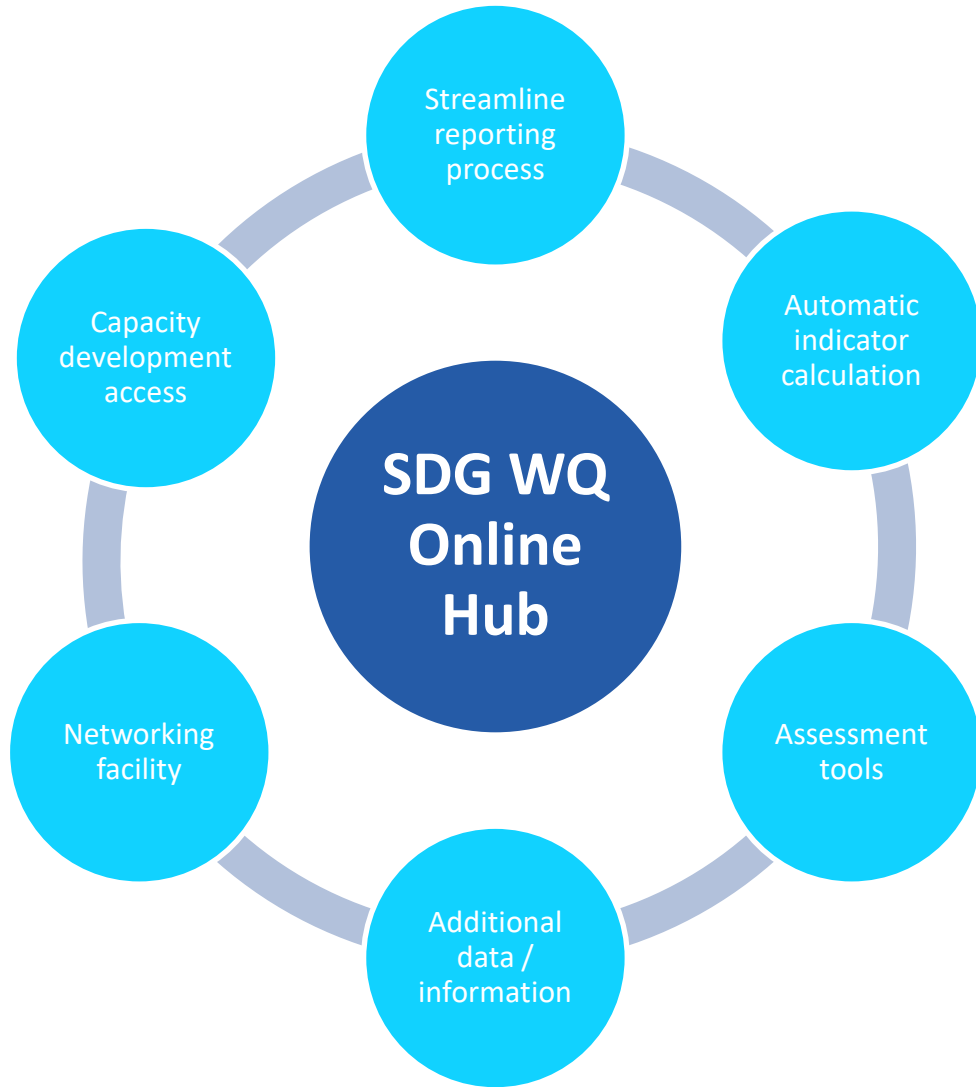 Streamline
reporting
process
Automatic
indicator
calculation
Assessment
tools
Additional
data /
information
Networking
facility
Capacity
development
access
SDG WQ
Online
Hub